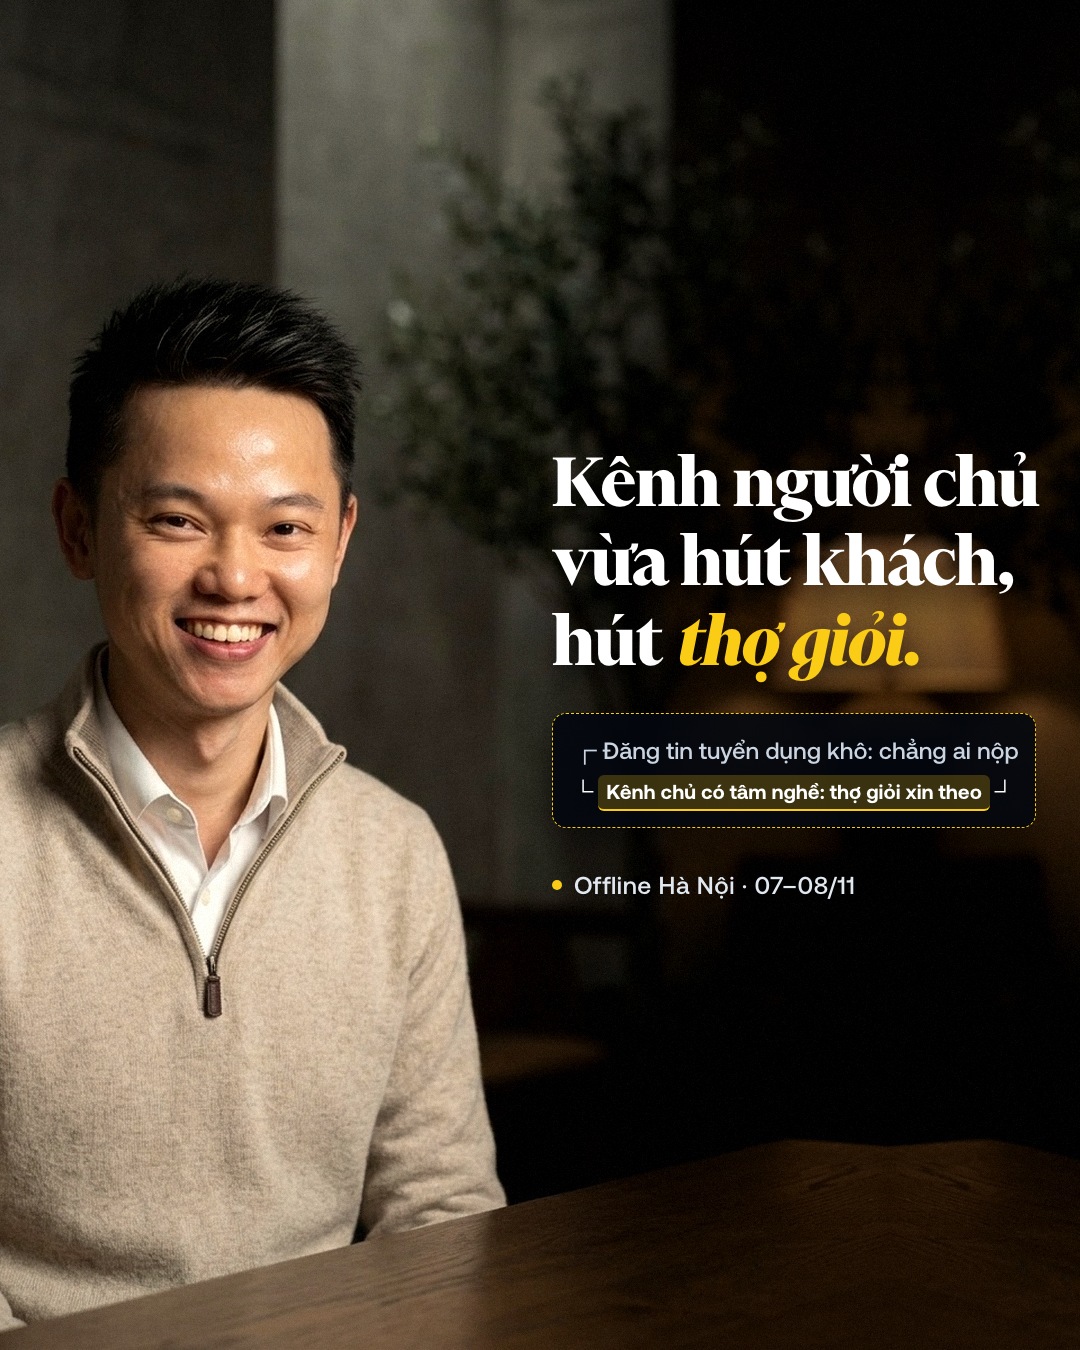 Kênh người chủ
vừa hút khách,
hút thợ giỏi.
Đăng tin tuyển dụng khô: chẳng ai nộp
Kênh chủ có tâm nghề: thợ giỏi xin theo
Offline Hà Nội · 07–08/11